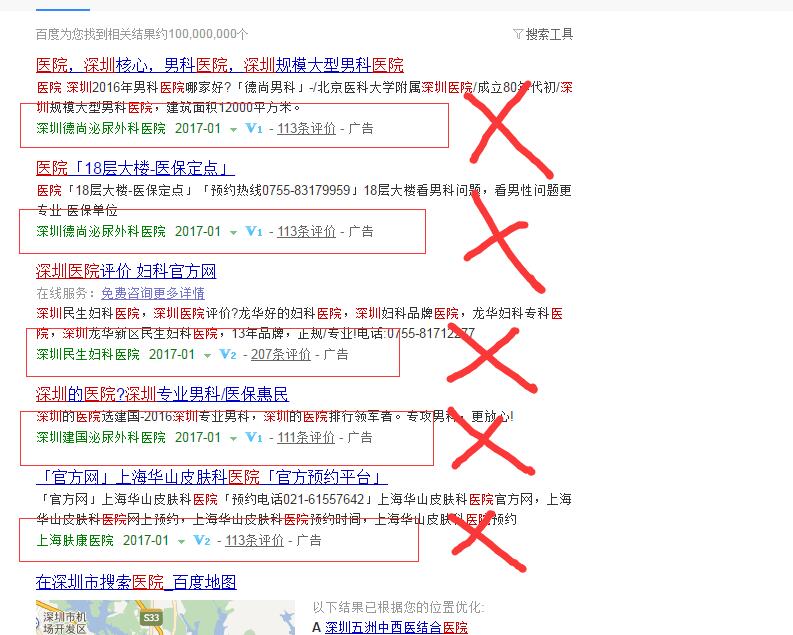 百度为您找到相关结果约100,000,000个
搜索工具
医院，深圳核心，男科医院，深圳规模大型男科医院
医院 深圳2016年男科医院哪家好?「德尚男科」-/北京医科大学附属深圳医院/成立80年代初/深
圳规模大型男科医院，建筑面积12000平方米。
深圳德尚泌尿外科医院 2017-01 V1 - 113条评价 - 广告
医院「18层大楼-医保定点」
医院「18层大楼-医保定点」「预约热线0755-83179959」18层大楼看男科问题，看男性问题更
专业 医保单位
深圳德尚泌尿外科医院 2017-01 V1 - 113条评价 - 广告
深圳医院评价 妇科官方网
在线服务：免费咨询更多详情
深圳民生妇科医院，深圳医院评价?龙华好的妇科医院，深圳妇科品牌医院，龙华妇科专科医
院，深圳龙华新区民生妇科医院，13年品牌，正规/专业!电话:0755-81712277
深圳民生妇科医院 2017-01 V2 - 207条评价 - 广告
深圳的医院?深圳专业男科/医保惠民
深圳的医院选建国-2016深圳专业男科，深圳的医院排行领军者。专攻男科，更放心!
深圳建国泌尿外科医院 2017-01 V1 - 111条评价 - 广告
「官方网」上海华山皮肤科医院「官方预约平台」
「官方网」上海华山皮肤科医院「预约电话021-61557642」上海华山皮肤科医院官方网，上海
华山皮肤科医院网上预约，上海华山皮肤科医院预约时间，上海华山皮肤科医院预约
上海肤康医院 2017-01 V2 - 113条评价 - 广告
在深圳市搜索医院_百度地图
以下结果已根据您的位置优化:
深圳市机
场开发区
S33
A 深圳五洲中西医结合医院